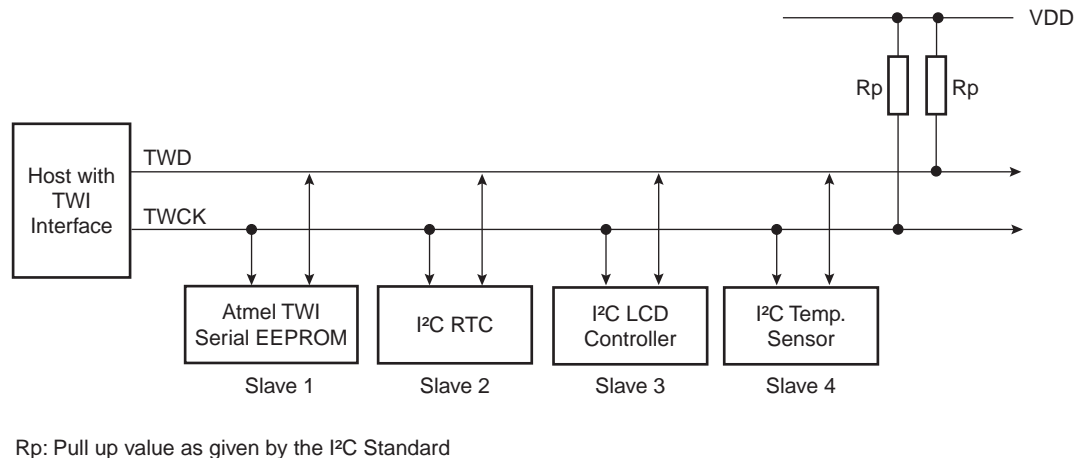 VDD
Rp
Rp
Host with
TWI
Interface
TWD
TWCK
Atmel TWI
Serial EEPROM
I²C RTC
I²C LCD
Controller
I²C Temp.
Sensor
Slave 1
Slave 2
Slave 3
Slave 4
Rp: Pull up value as given by the I²C Standard